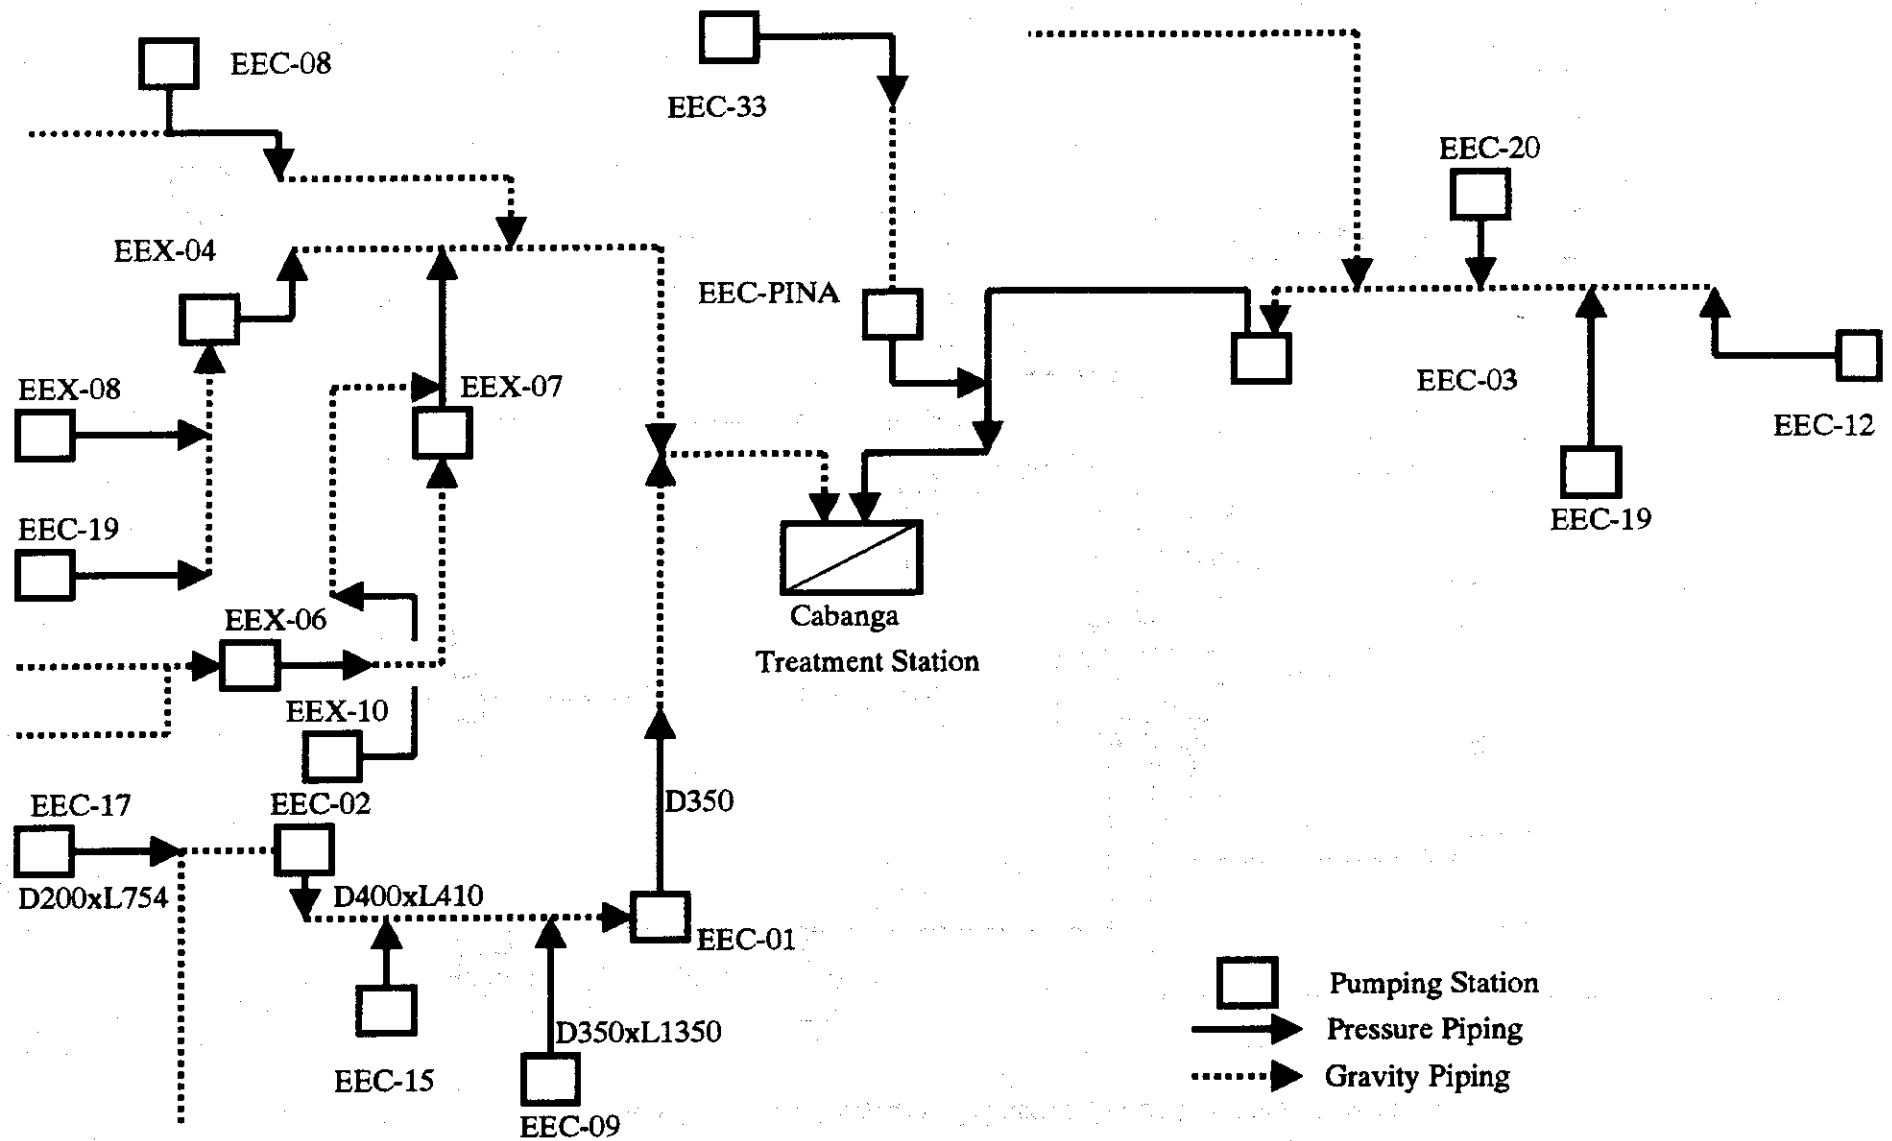 EEC-08
EEC-33
EEC-20
EEX-04
EEC-PINA
EEX-08
EEX-07
EEC-03
EEC-12
EEC-19
EEC-19
EEX-06
Cabanga
Treatment Station
EEX-10
EEC-17
EEC-02
D350
D200xL754
D400xL410
EEC-01
Pumping Station
D350xL1350
Pressure Piping
EEC-15
Gravity Piping
EEC-09